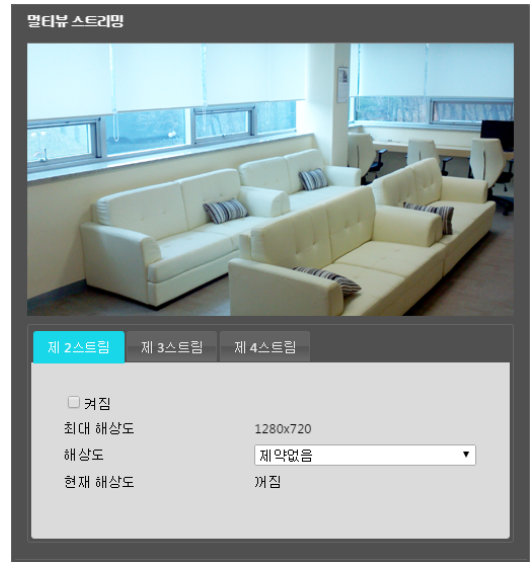 멀티뷰 스트리밍
제 2스트림 제 3스트림 제 4스트림
켜짐
최대 해상도 1280x720
해상도 제약없음
현재 해상도 꺼짐